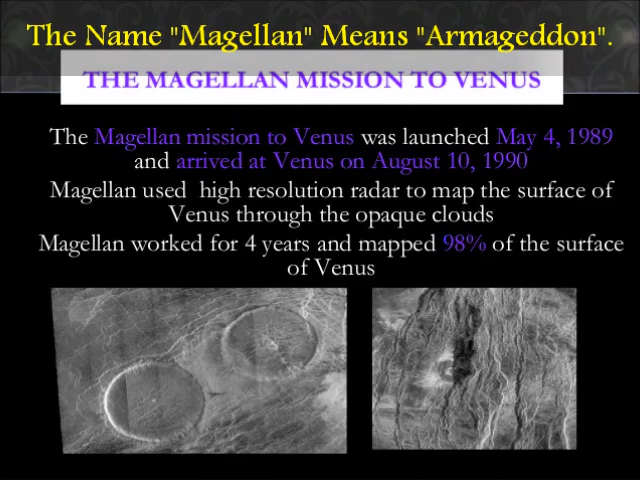 The Name "Magellan" Means "Armageddon".
THE MAGELLAN MISSION TO VENUS
The Magellan mission to Venus was launched May 4, 1989
and arrived at Venus on August 10, 1990
Magellan used high resolution radar to map the surface of
Venus through the opaque clouds
Magellan worked for 4 years and mapped 98% of the surface
of Venus